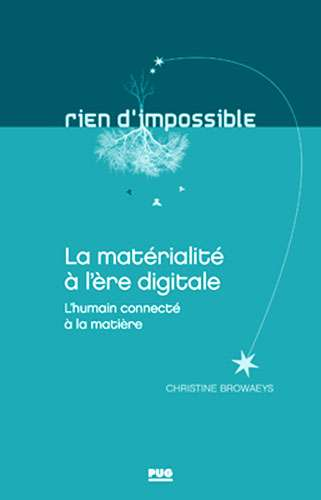 rien d'impossible
La matérialité
à l'ère digitale
L'humain connecté
à la matière
CHRISTINE BROWAEYS
PUG